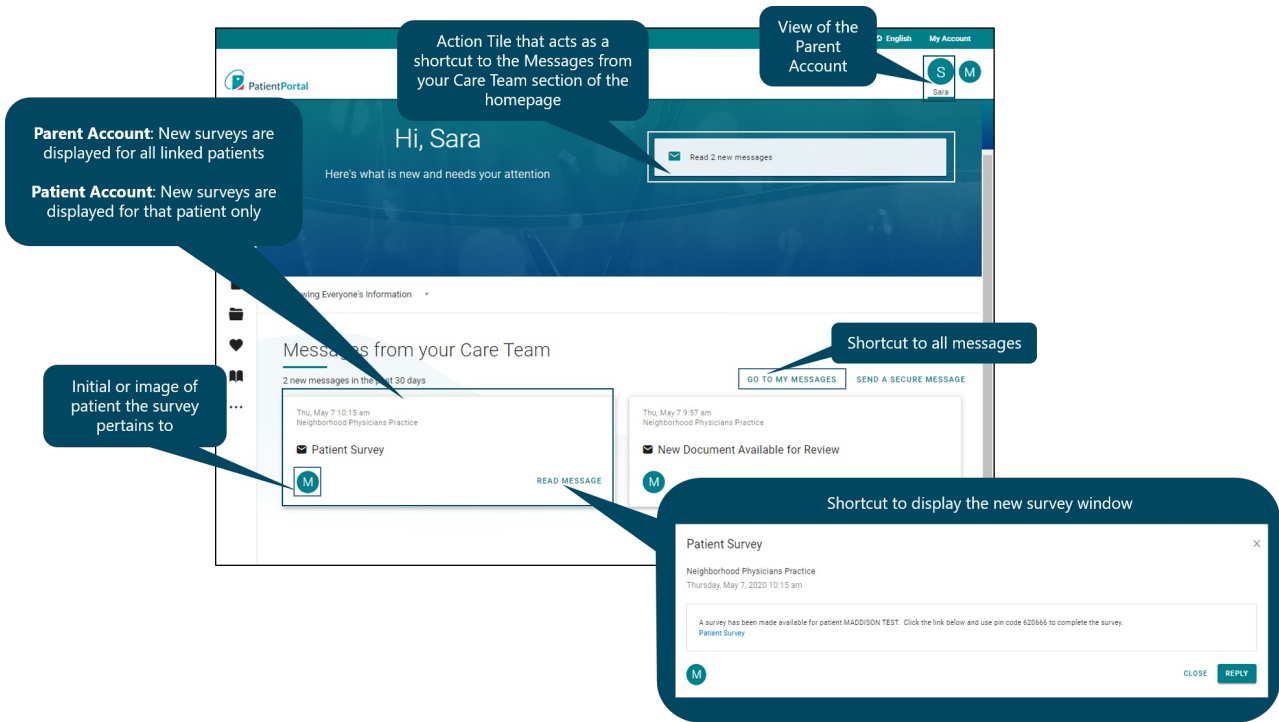 Action Tile that acts as a
shortcut to the Messages from
your Care Team section of the
homepage
View of the
Parent
Account
English
My Account
PatientPortal
S
M
Sara
Parent Account: New surveys are
displayed for all linked patients
Patient Account: New surveys are
displayed for that patient only
Hi, Sara
Here's what is new and needs your attention
Read 2 new messages
Everyone's Information
Messages from your Care Team
2 new messages in the past 30 days
Shortcut to all messages
GO TO MY MESSAGES
SEND A SECURE MESSAGE
Initial or image of
patient the survey
pertains to
Thu, May 7 10:15 am
Neighborhood Physicians Practice
Patient Survey
M
READ MESSAGE
Thu, May 7 9:57 am
Neighborhood Physicians Practice
New Document Available for Review
M
Shortcut to display the new survey window
Patient Survey
Neighborhood Physicians Practice
Thursday, May 7, 2020 10:15 am
A survey has been made available for patient MADDISON TEST. Click the link below and use pin code 620666 to complete the survey.
Patient Survey
M
CLOSE
REPLY